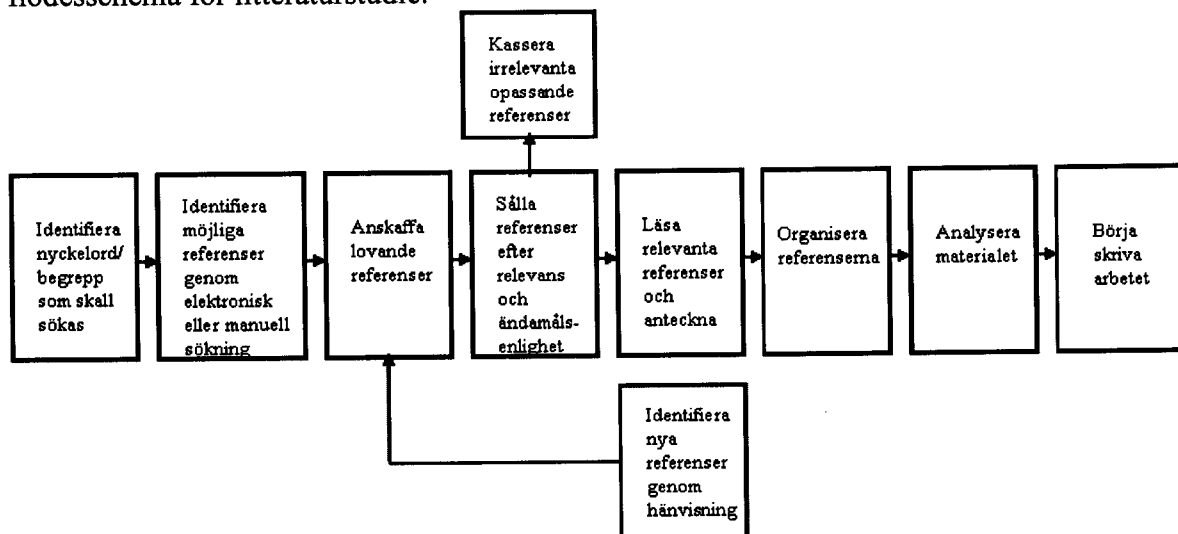 flödesschema för litteraturstudie.
Kassera
irrelevanta
opassande
referenser
Identifiera
nyckelord/
begrepp
som skall
sökas
Identifiera
möjliga
referenser
genom
elektronisk
eller manuell
sökning
Anskaffa
lovande
referenser
Sålla
referenser
efter
relevans
och
ändamåls-
enlighet
Läsa
relevanta
referenser
och
anteckna
Organisera
referenserna
Analysera
materialet
Börja
skriva
arbetet
Identifiera
nya
referenser
genom
hänvisning